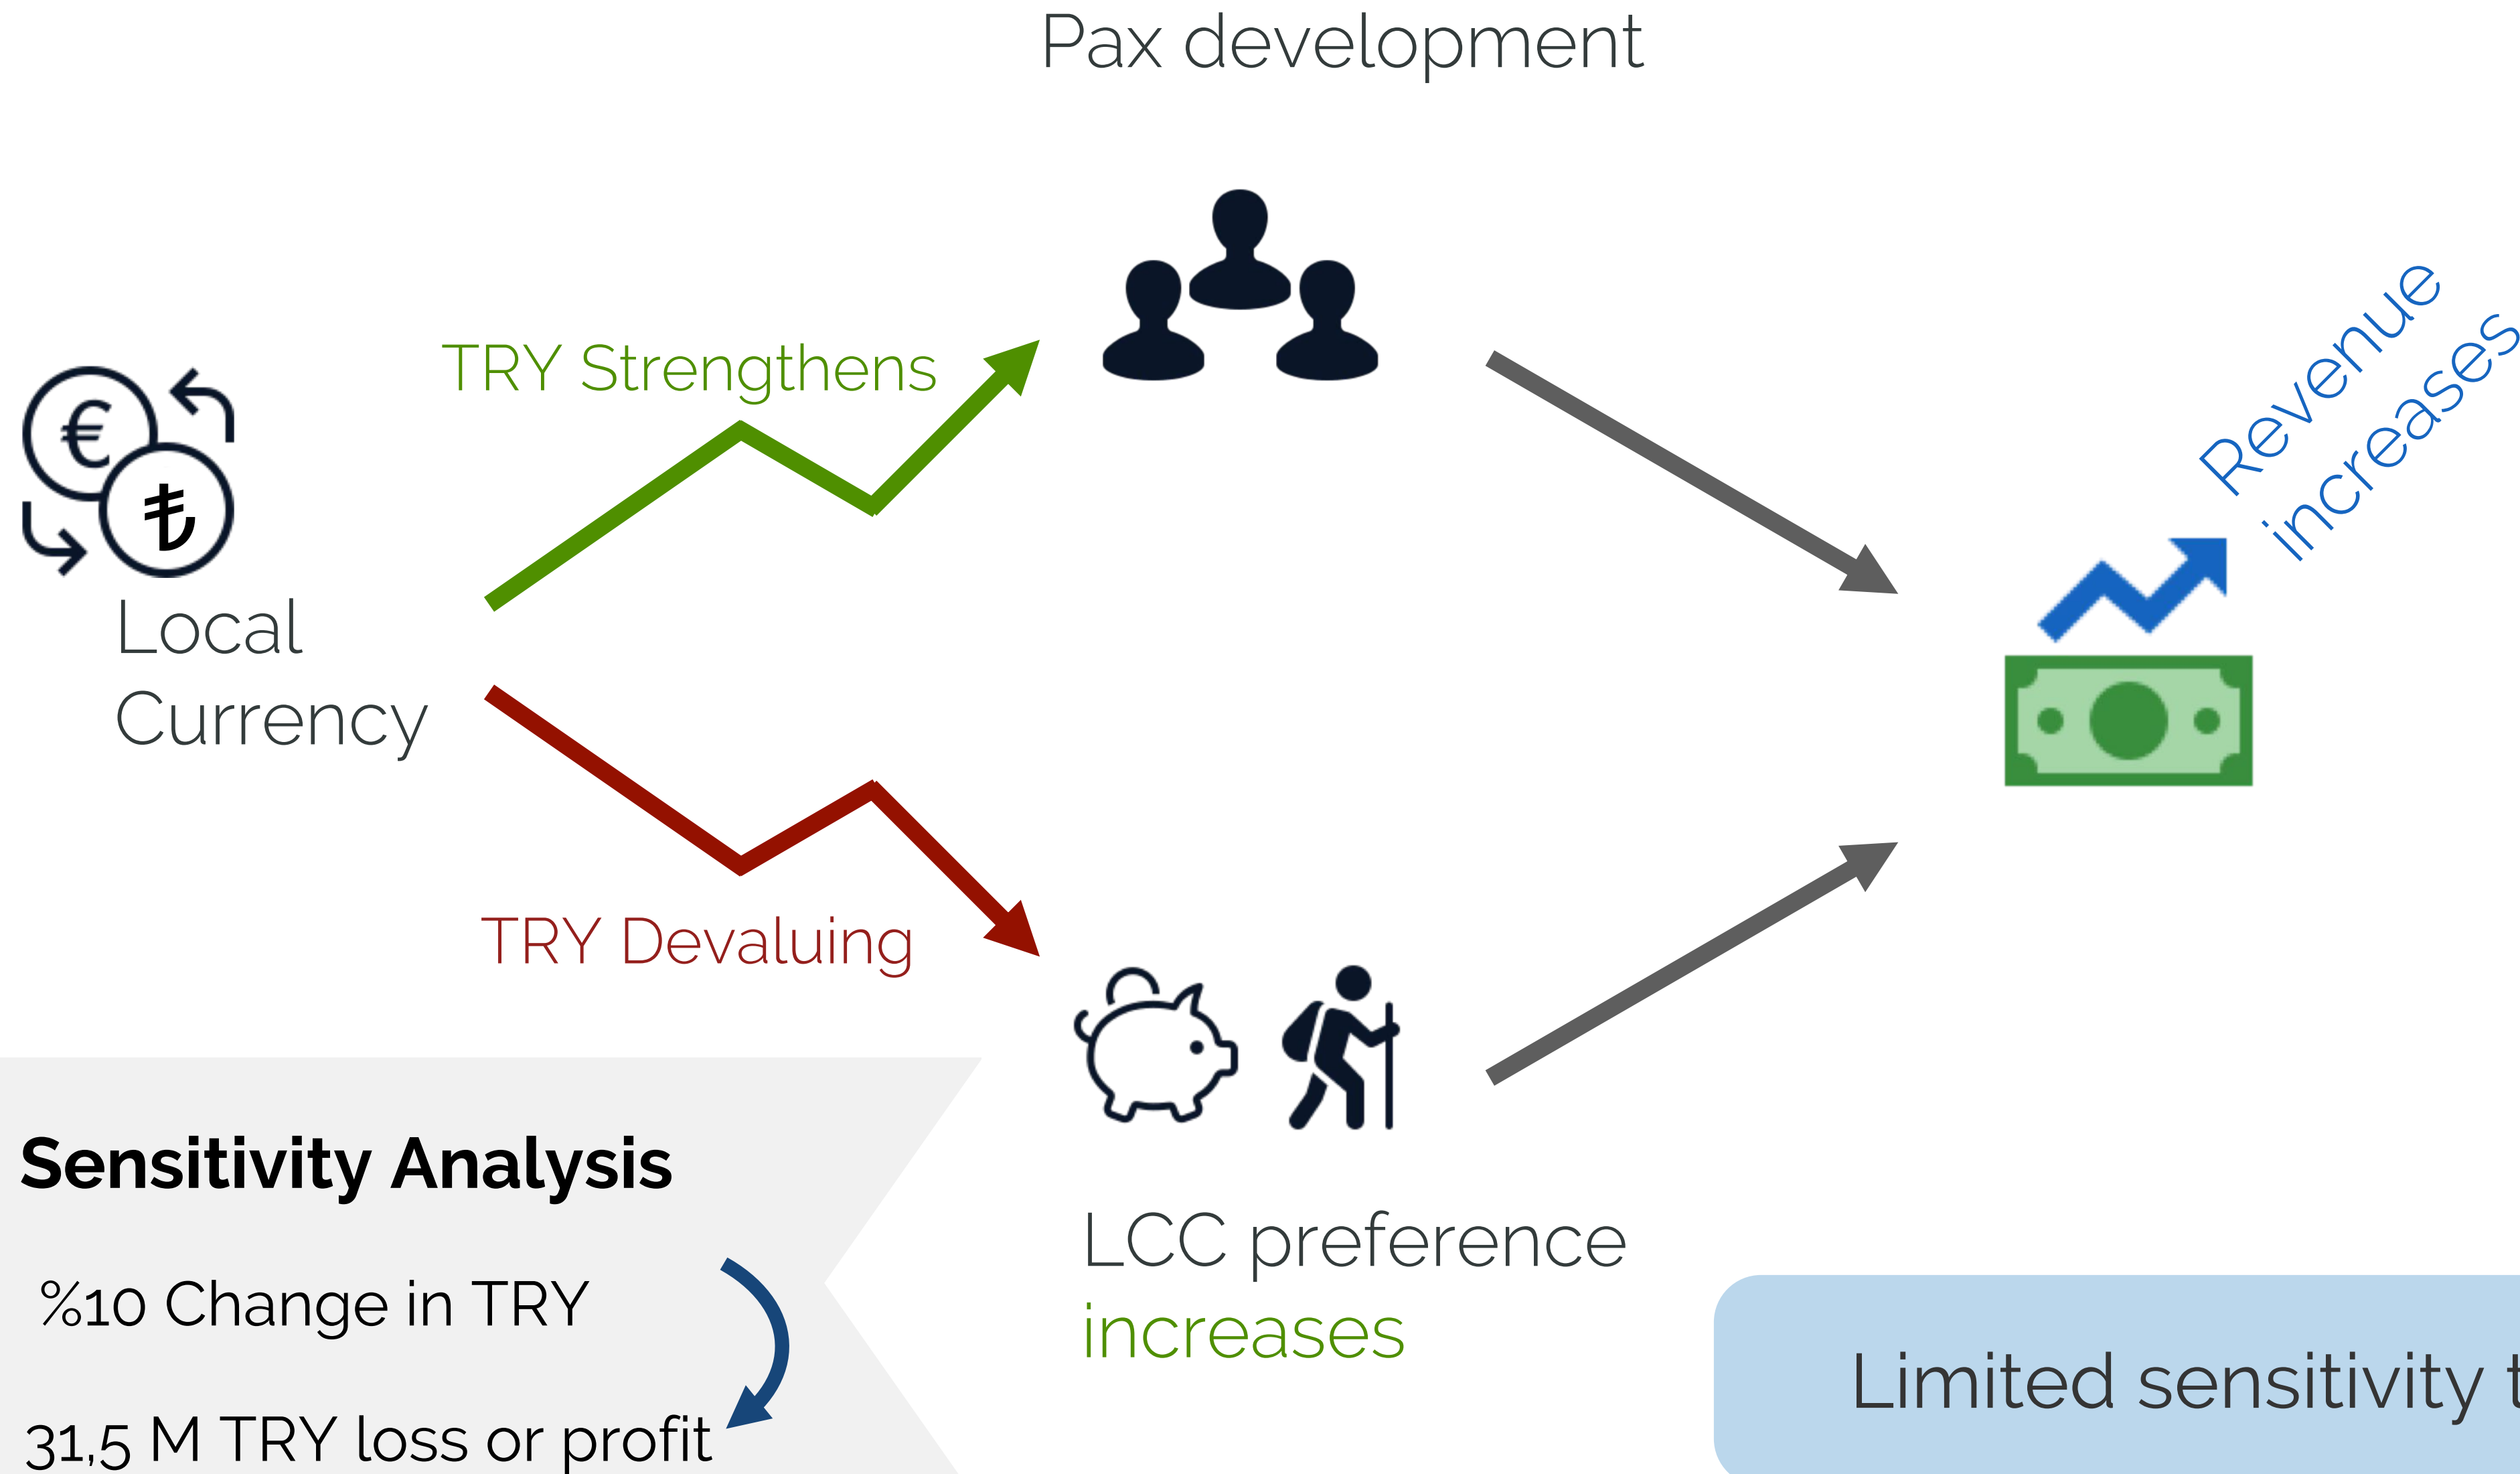 Pax development
TRY Strengthens
Revenue
increases
€
₺
Local
Currency
TRY Devaluing
Sensitivity Analysis
%10 Change in TRY
31,5 M TRY loss or profit
LCC preference
increases
Limited sensitivity